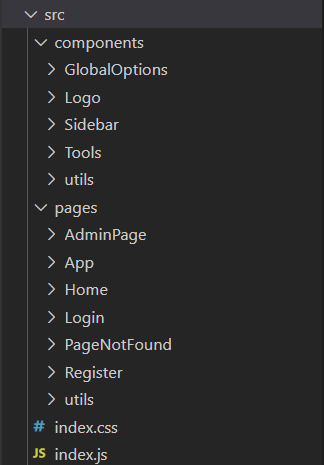 src
components
GlobalOptions
Logo
Sidebar
Tools
utils
pages
AdminPage
App
Home
Login
PageNotFound
Register
utils
# index.css
JS index.js